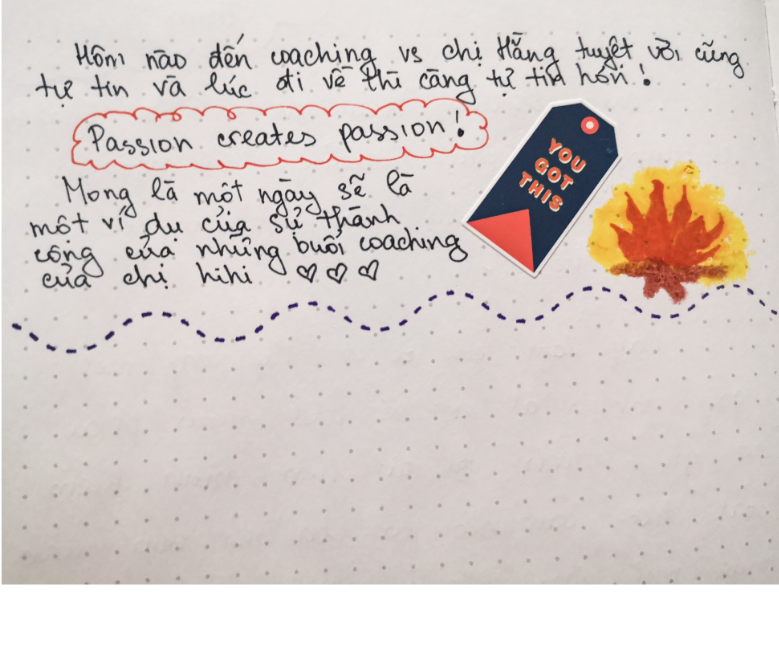 Hôm nào đến coaching vs chị Hằng tuyệt vời cũng
tự tin và lúc đi về thì càng tự tin hơn!
Passion creates passion!
YOU
GOT
THIS
Mong là một ngày sẽ là
một ví dụ của sự thành
công của những buổi coaching
của chị hihi ♡ ♡ ♡